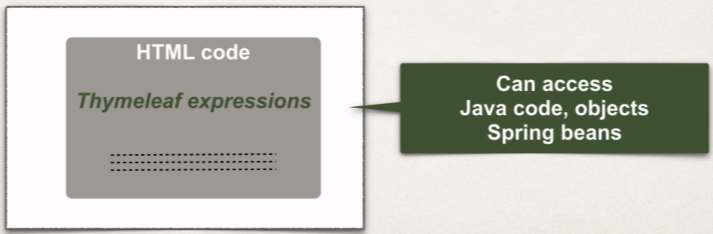 HTML code
Thymeleaf expressions
Can access
Java code, objects
Spring beans